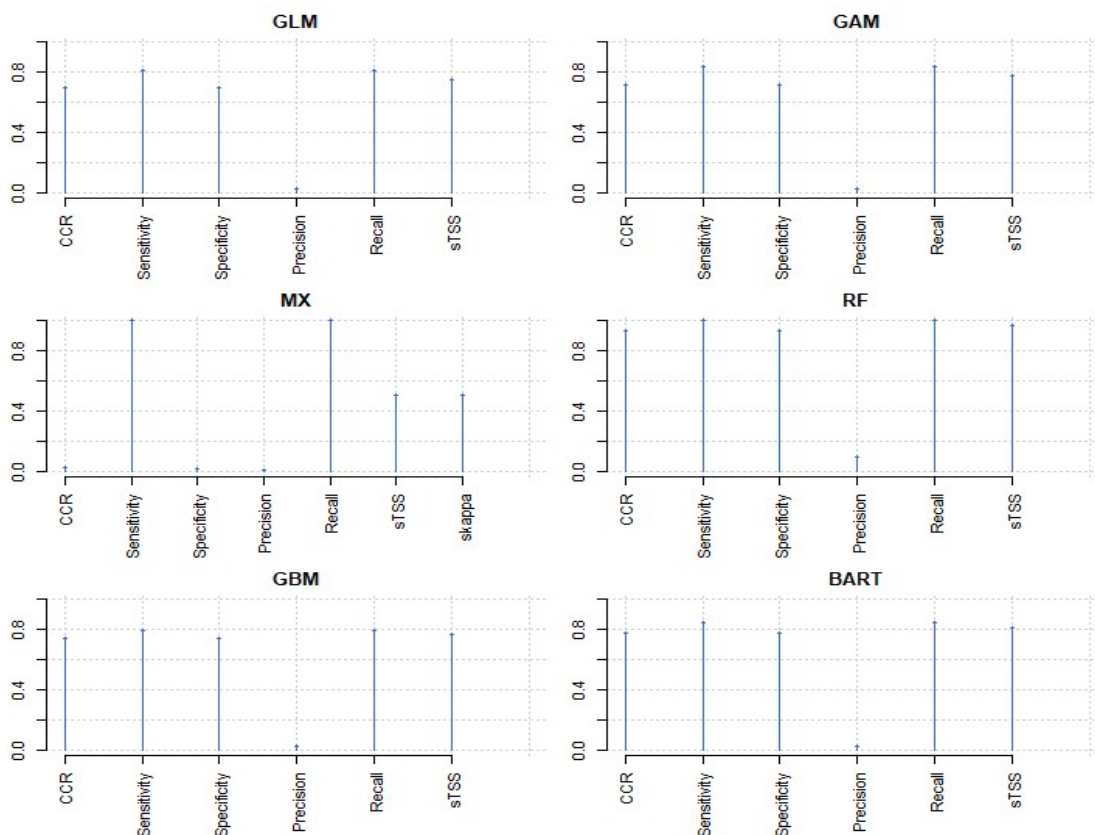 GLM
0.0 0.4 0.8
CCR Sensitivity Specificity Precision Recall sTSS
GAM
0.0 0.4 0.8
CCR Sensitivity Specificity Precision Recall sTSS
MX
0.0 0.4 0.8
CCR Sensitivity Specificity Precision Recall sTSS skappa
RF
0.0 0.4 0.8
CCR Sensitivity Specificity Precision Recall sTSS
GBM
0.0 0.4 0.8
CCR Sensitivity Specificity Precision Recall sTSS
BART
0.0 0.4 0.8
CCR Sensitivity Specificity Precision Recall sTSS